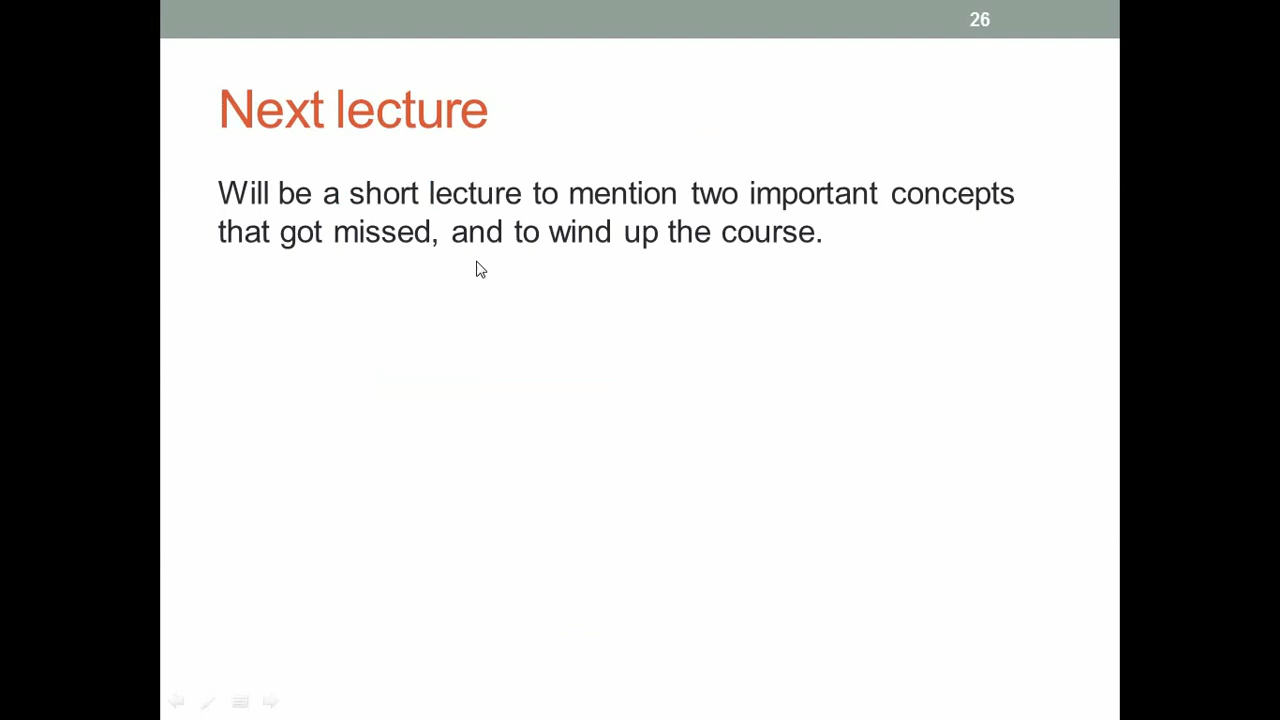 26
Next lecture
Will be a short lecture to mention two important concepts
that got missed, and to wind up the course.